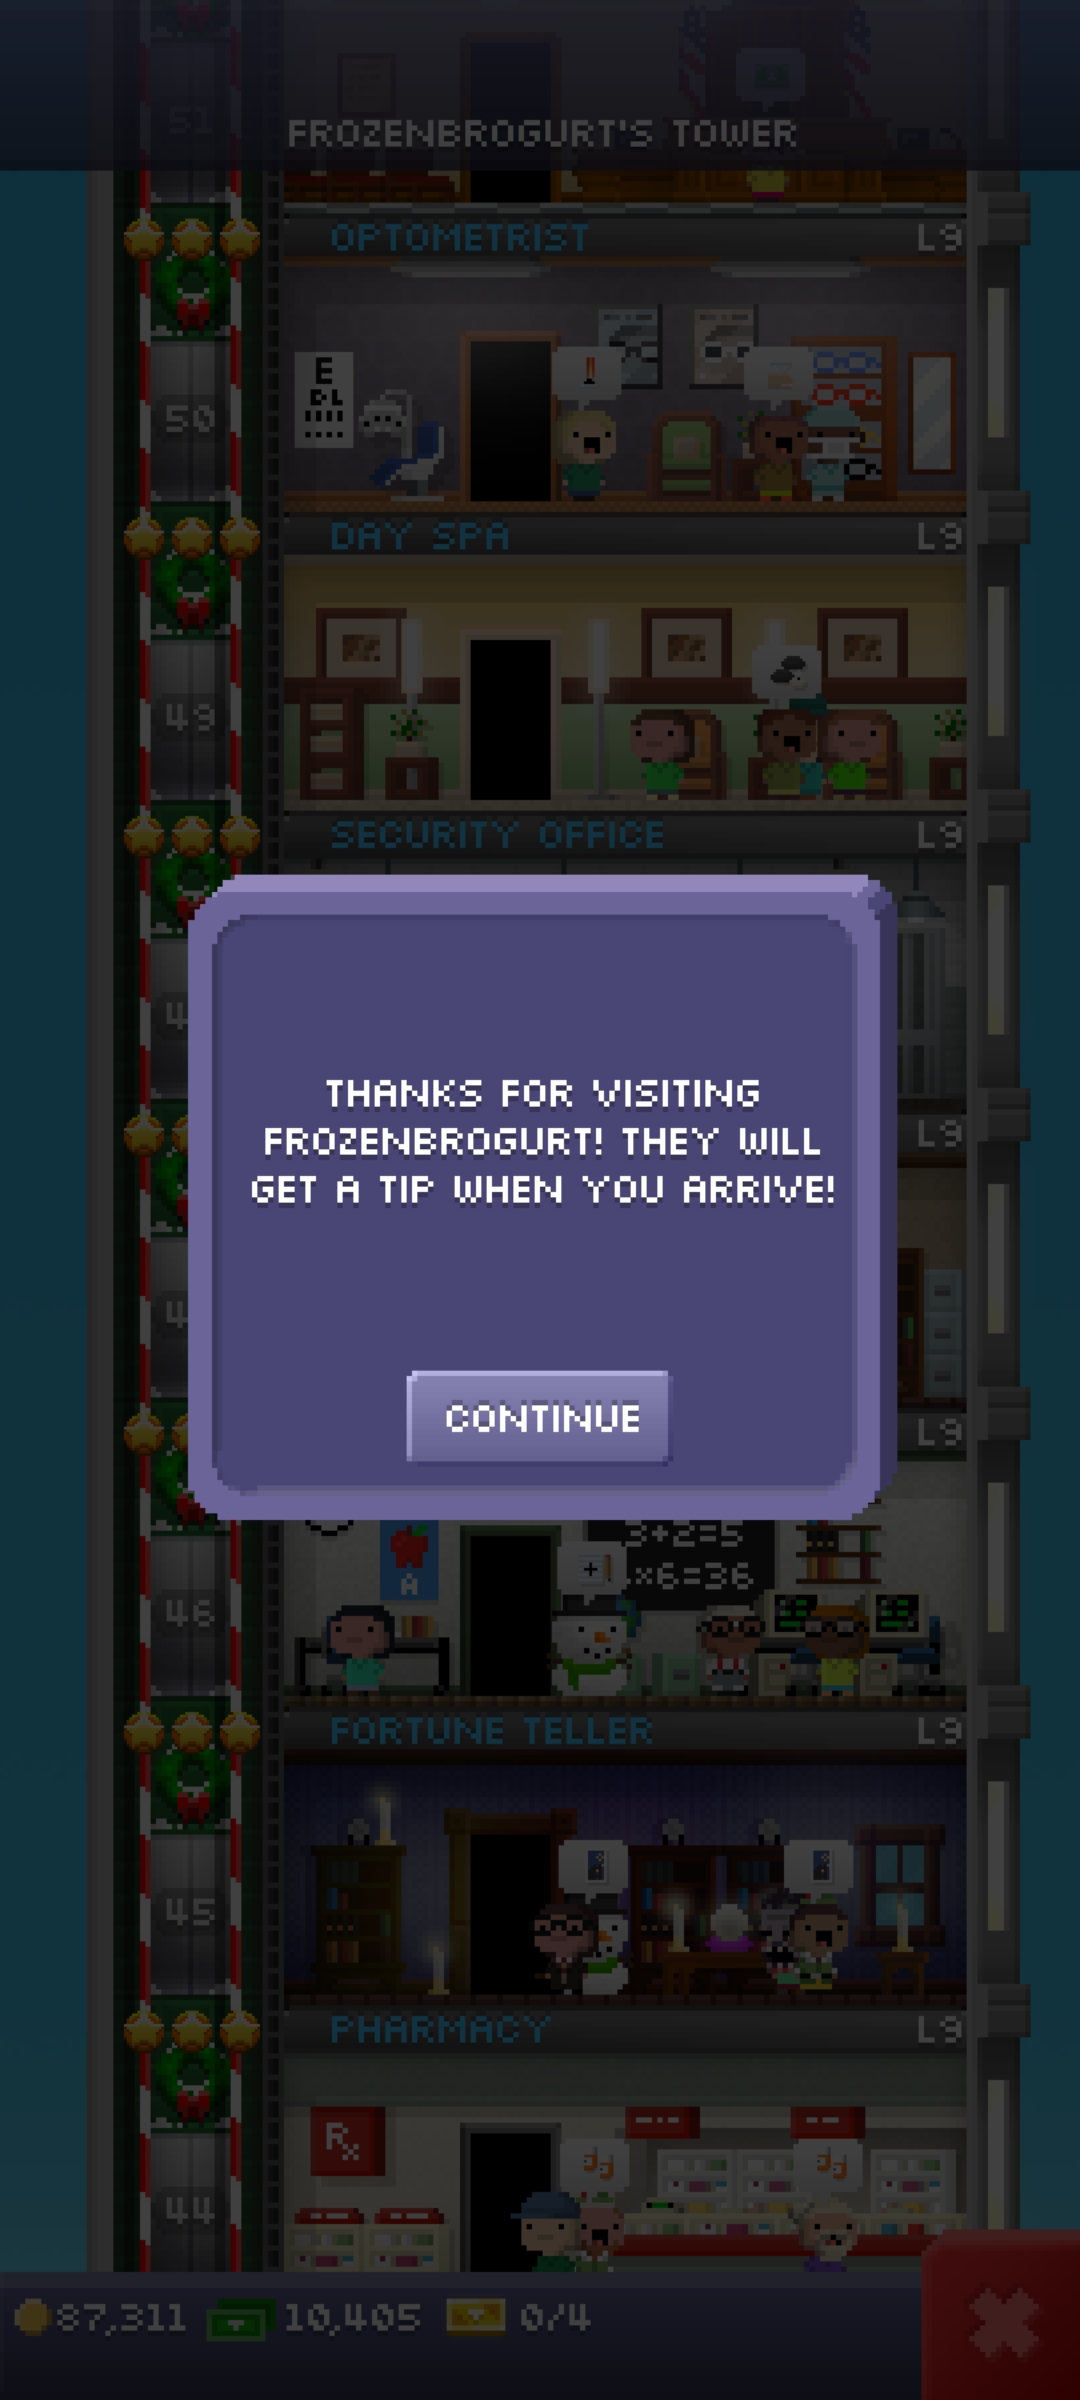 51
FROZENBROGURT'S TOWER
OPTOMETRIST L9
E
DL
50
DAY SPA L9
49
SECURITY OFFICE L9
THANKS FOR VISITING
FROZENBROGURT! THEY WILL
GET A TIP WHEN YOU ARRIVE!
CONTINUE
L9
L9
3+2=5
x6=36
A
46
FORTUNE TELLER L9
45
PHARMACY L9
Rx
44
87,311 10,405 0/4